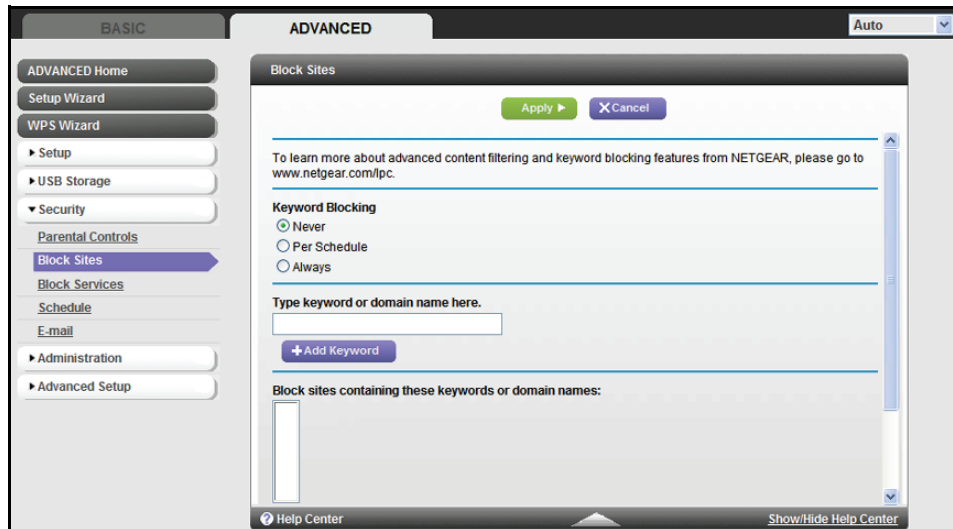 BASIC
ADVANCED
Auto
ADVANCED Home
Setup Wizard
WPS Wizard
Setup
USB Storage
Security
Parental Controls
Block Sites
Block Services
Schedule
E-mail
Administration
Advanced Setup
Block Sites
Apply
Cancel
To learn more about advanced content filtering and keyword blocking features from NETGEAR, please go to
www.netgear.com/lpc.
Keyword Blocking
Never
Per Schedule
Always
Type keyword or domain name here.
Add Keyword
Block sites containing these keywords or domain names:
Help Center
Show/Hide Help Center